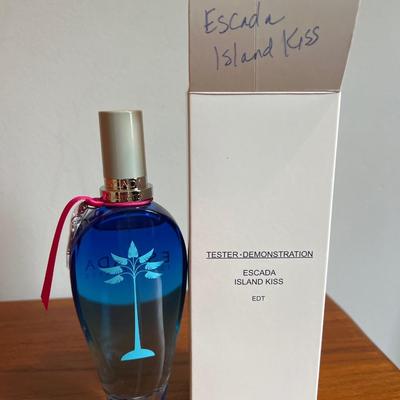 Escada
Island Kiss
TESTER-DEMONSTRATION
ESCADA
ISLAND KISS
EDT